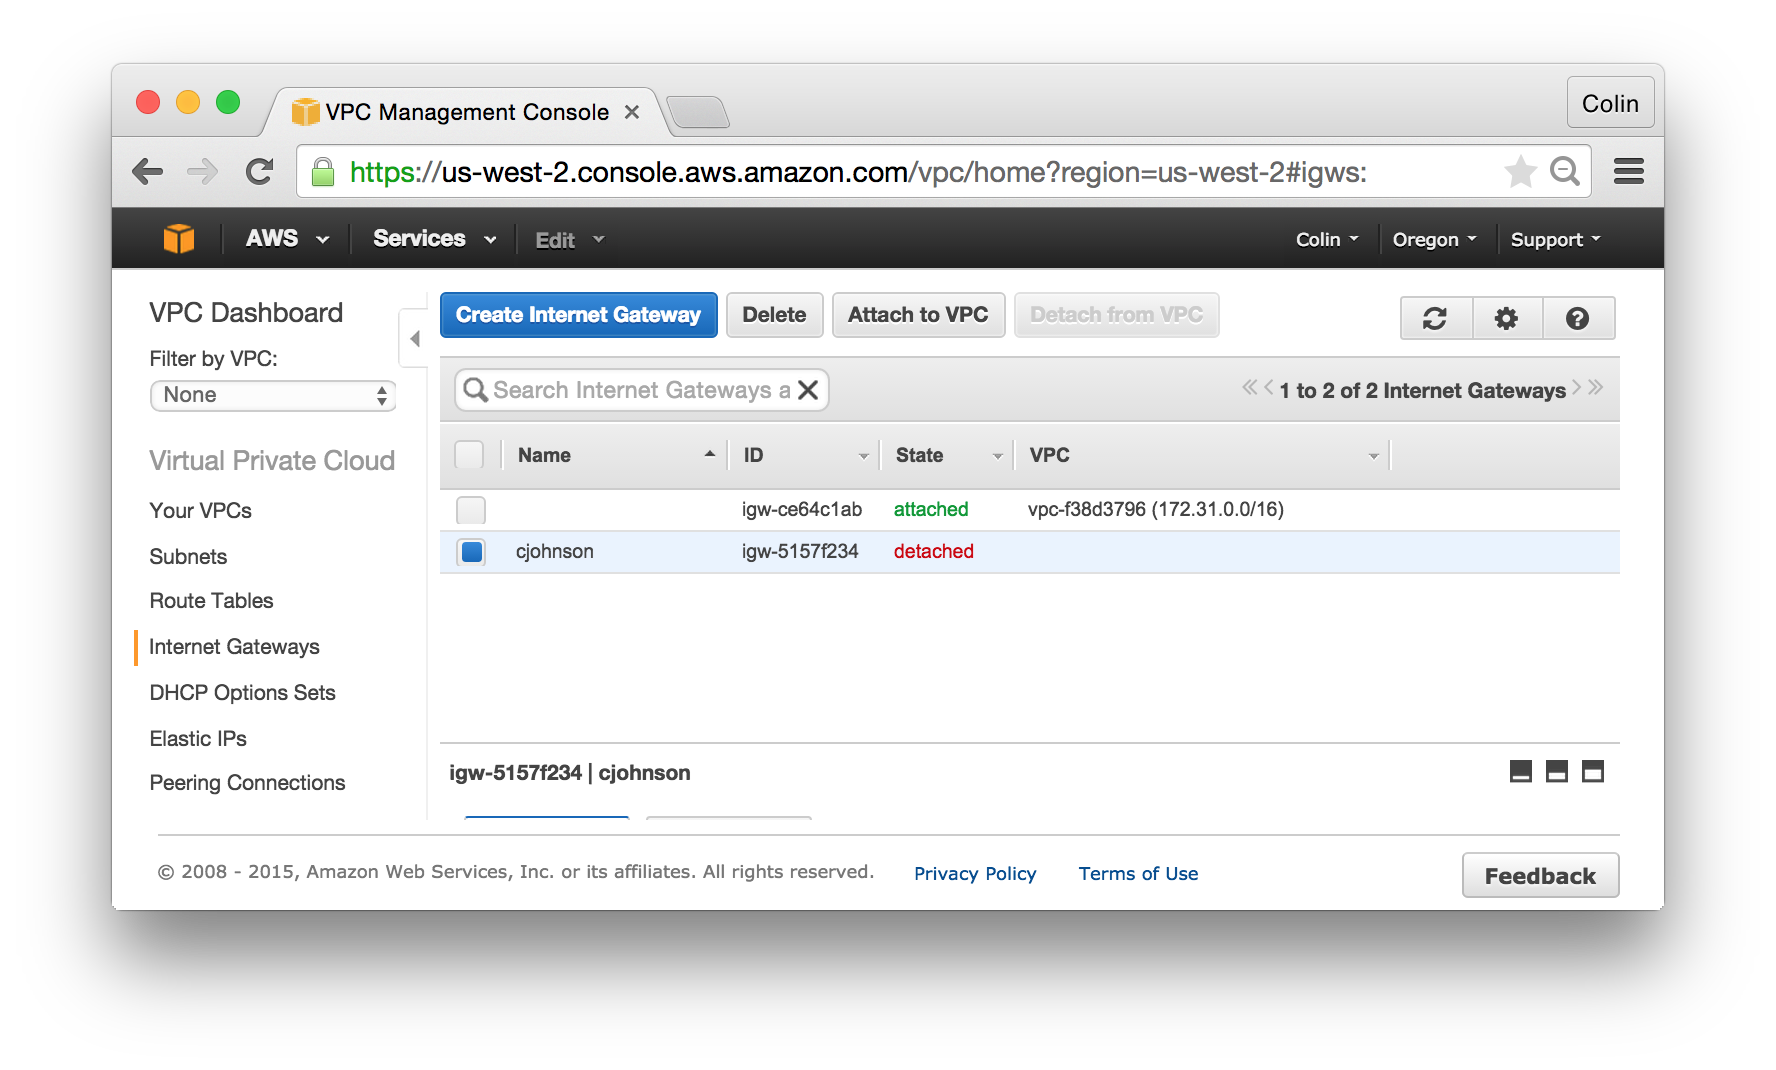 VPC Management Console
Colin
https://us-west-2.console.aws.amazon.com/vpc/home?region=us-west-2#igws:
AWS Services Edit Colin Oregon Support
VPC Dashboard
Filter by VPC:
None
Virtual Private Cloud
Your VPCs
Subnets
Route Tables
Internet Gateways
DHCP Options Sets
Elastic IPs
Peering Connections
Create Internet Gateway Delete Attach to VPC Detach from VPC
Search Internet Gateways a
1 to 2 of 2 Internet Gateways
Name ID State VPC
igw-ce64c1ab attached vpc-f38d3796 (172.31.0.0/16)
cjohnson igw-5157f234 detached
igw-5157f234 | cjohnson
© 2008 - 2015, Amazon Web Services, Inc. or its affiliates. All rights reserved. Privacy Policy Terms of Use
Feedback